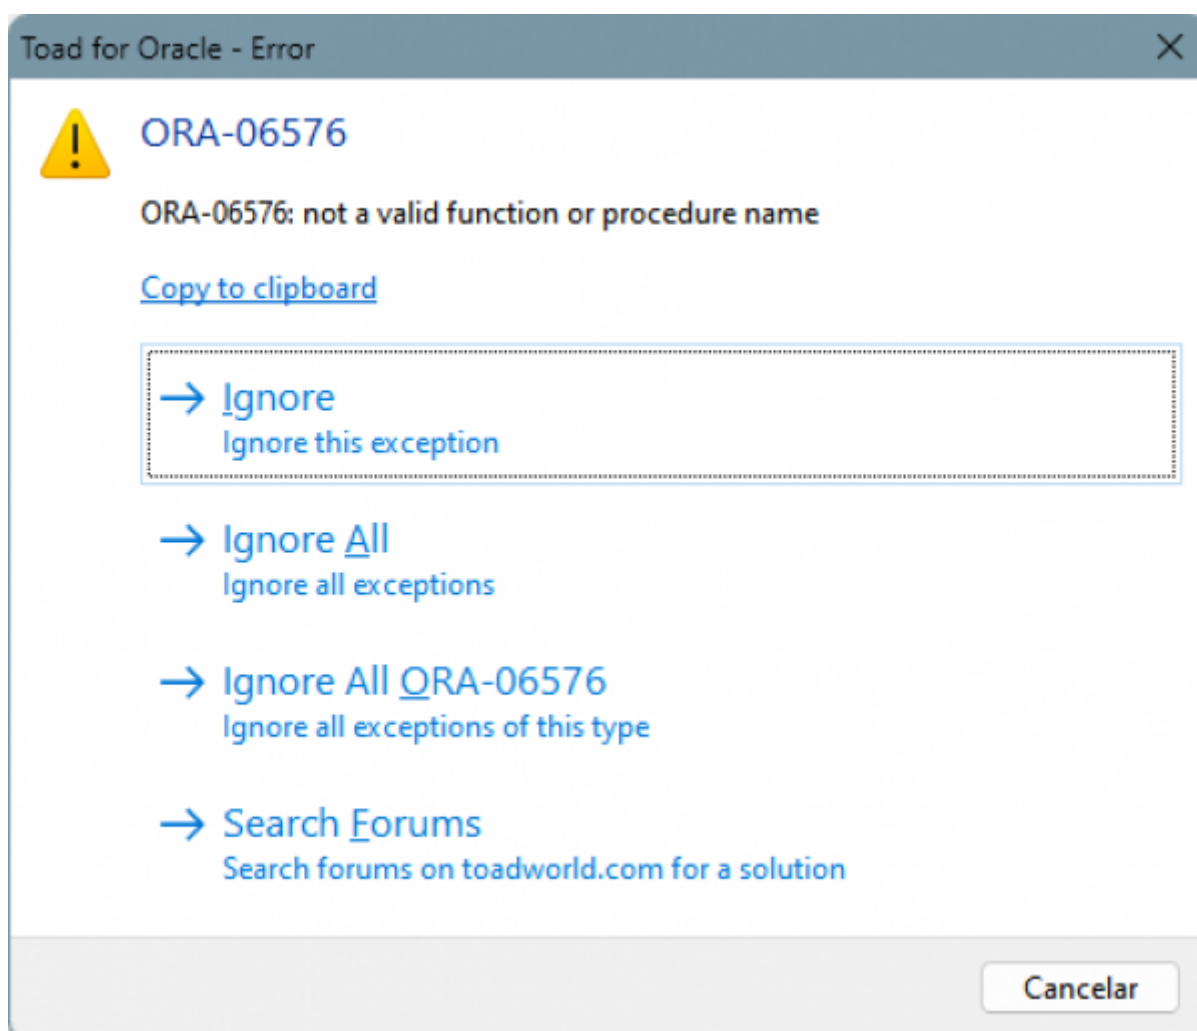 Toad for Oracle - Error
ORA-06576
ORA-06576: not a valid function or procedure name
Copy to clipboard
Ignore
Ignore this exception
Ignore All
Ignore all exceptions
Ignore All ORA-06576
Ignore all exceptions of this type
Search Forums
Search forums on toadworld.com for a solution
Cancelar